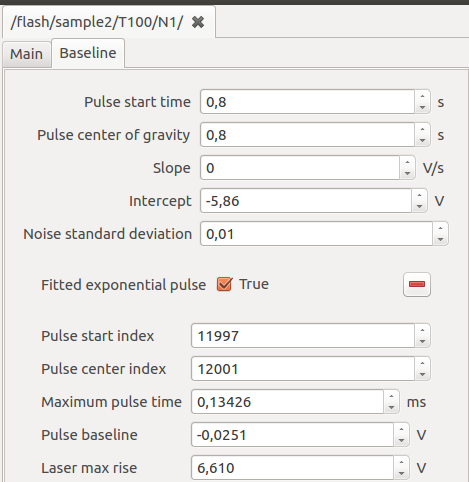 /flash/sample2/T100/N1/
Main Baseline
Pulse start time 0,8 s
Pulse center of gravity 0,8 s
Slope 0 V/s
Intercept -5,86 V
Noise standard deviation 0,01
Fitted exponential pulse True
Pulse start index 11997
Pulse center index 12001
Maximum pulse time 0,13426 ms
Pulse baseline -0,0251 V
Laser max rise 6,610 V